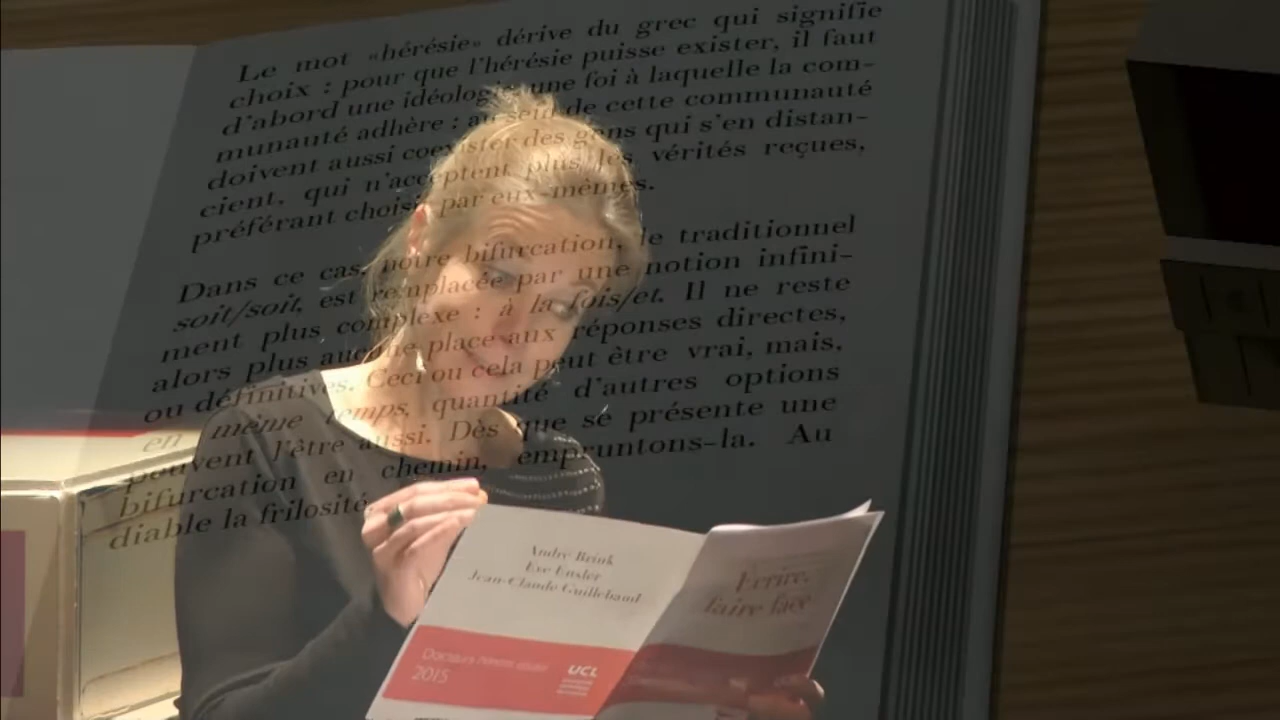 Le mot «hérésie» dérive du grec qui signifie
choix : pour que l'hérésie puisse exister, il faut
d'abord une idéologie, une foi à laquelle la com-
munauté adhère ; au sein de cette communauté
doivent aussi coexister des gens qui s'en distan-
cient, qui n'acceptent plus les vérités reçues,
préférant choisir par eux-mêmes.
Dans ce cas, notre bifurcation, le traditionnel
soit/soit, est remplacée par une notion infini-
ment plus complexe : à la fois/et. Il ne reste
alors plus aucune place aux réponses directes,
ou définitives. Ceci ou cela peut être vrai, mais,
en même temps, quantité d'autres options
peuvent l'être aussi. Dès que se présente une
bifurcation en chemin, empruntons-la. Au
diable la frilosité.
André Brink
Eve Ensler
Jean-Claude Guillebaud
Docteurs honoris causa
2015
UCL
Ecrire,
faire face